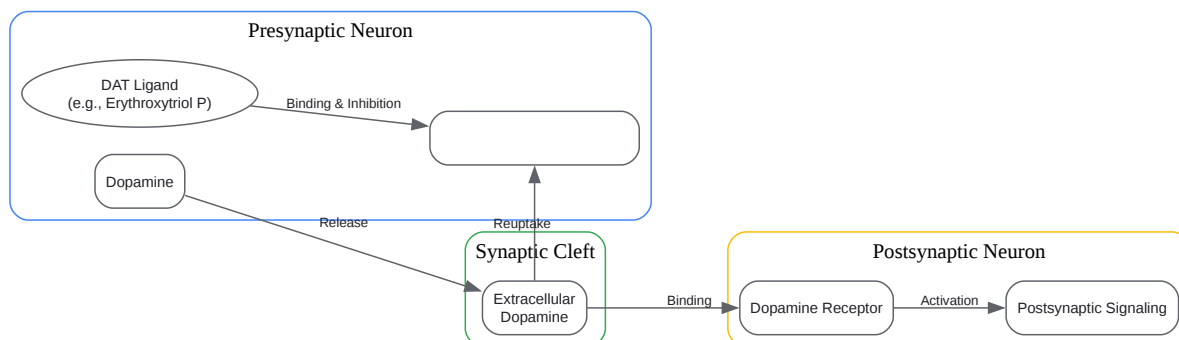 Presynaptic Neuron
DAT Ligand
(e.g., Erythroxytriol P)
Binding & Inhibition
Dopamine
Release
Reuptake
Synaptic Cleft
Extracellular
Dopamine
Binding
Postsynaptic Neuron
Dopamine Receptor
Activation
Postsynaptic Signaling